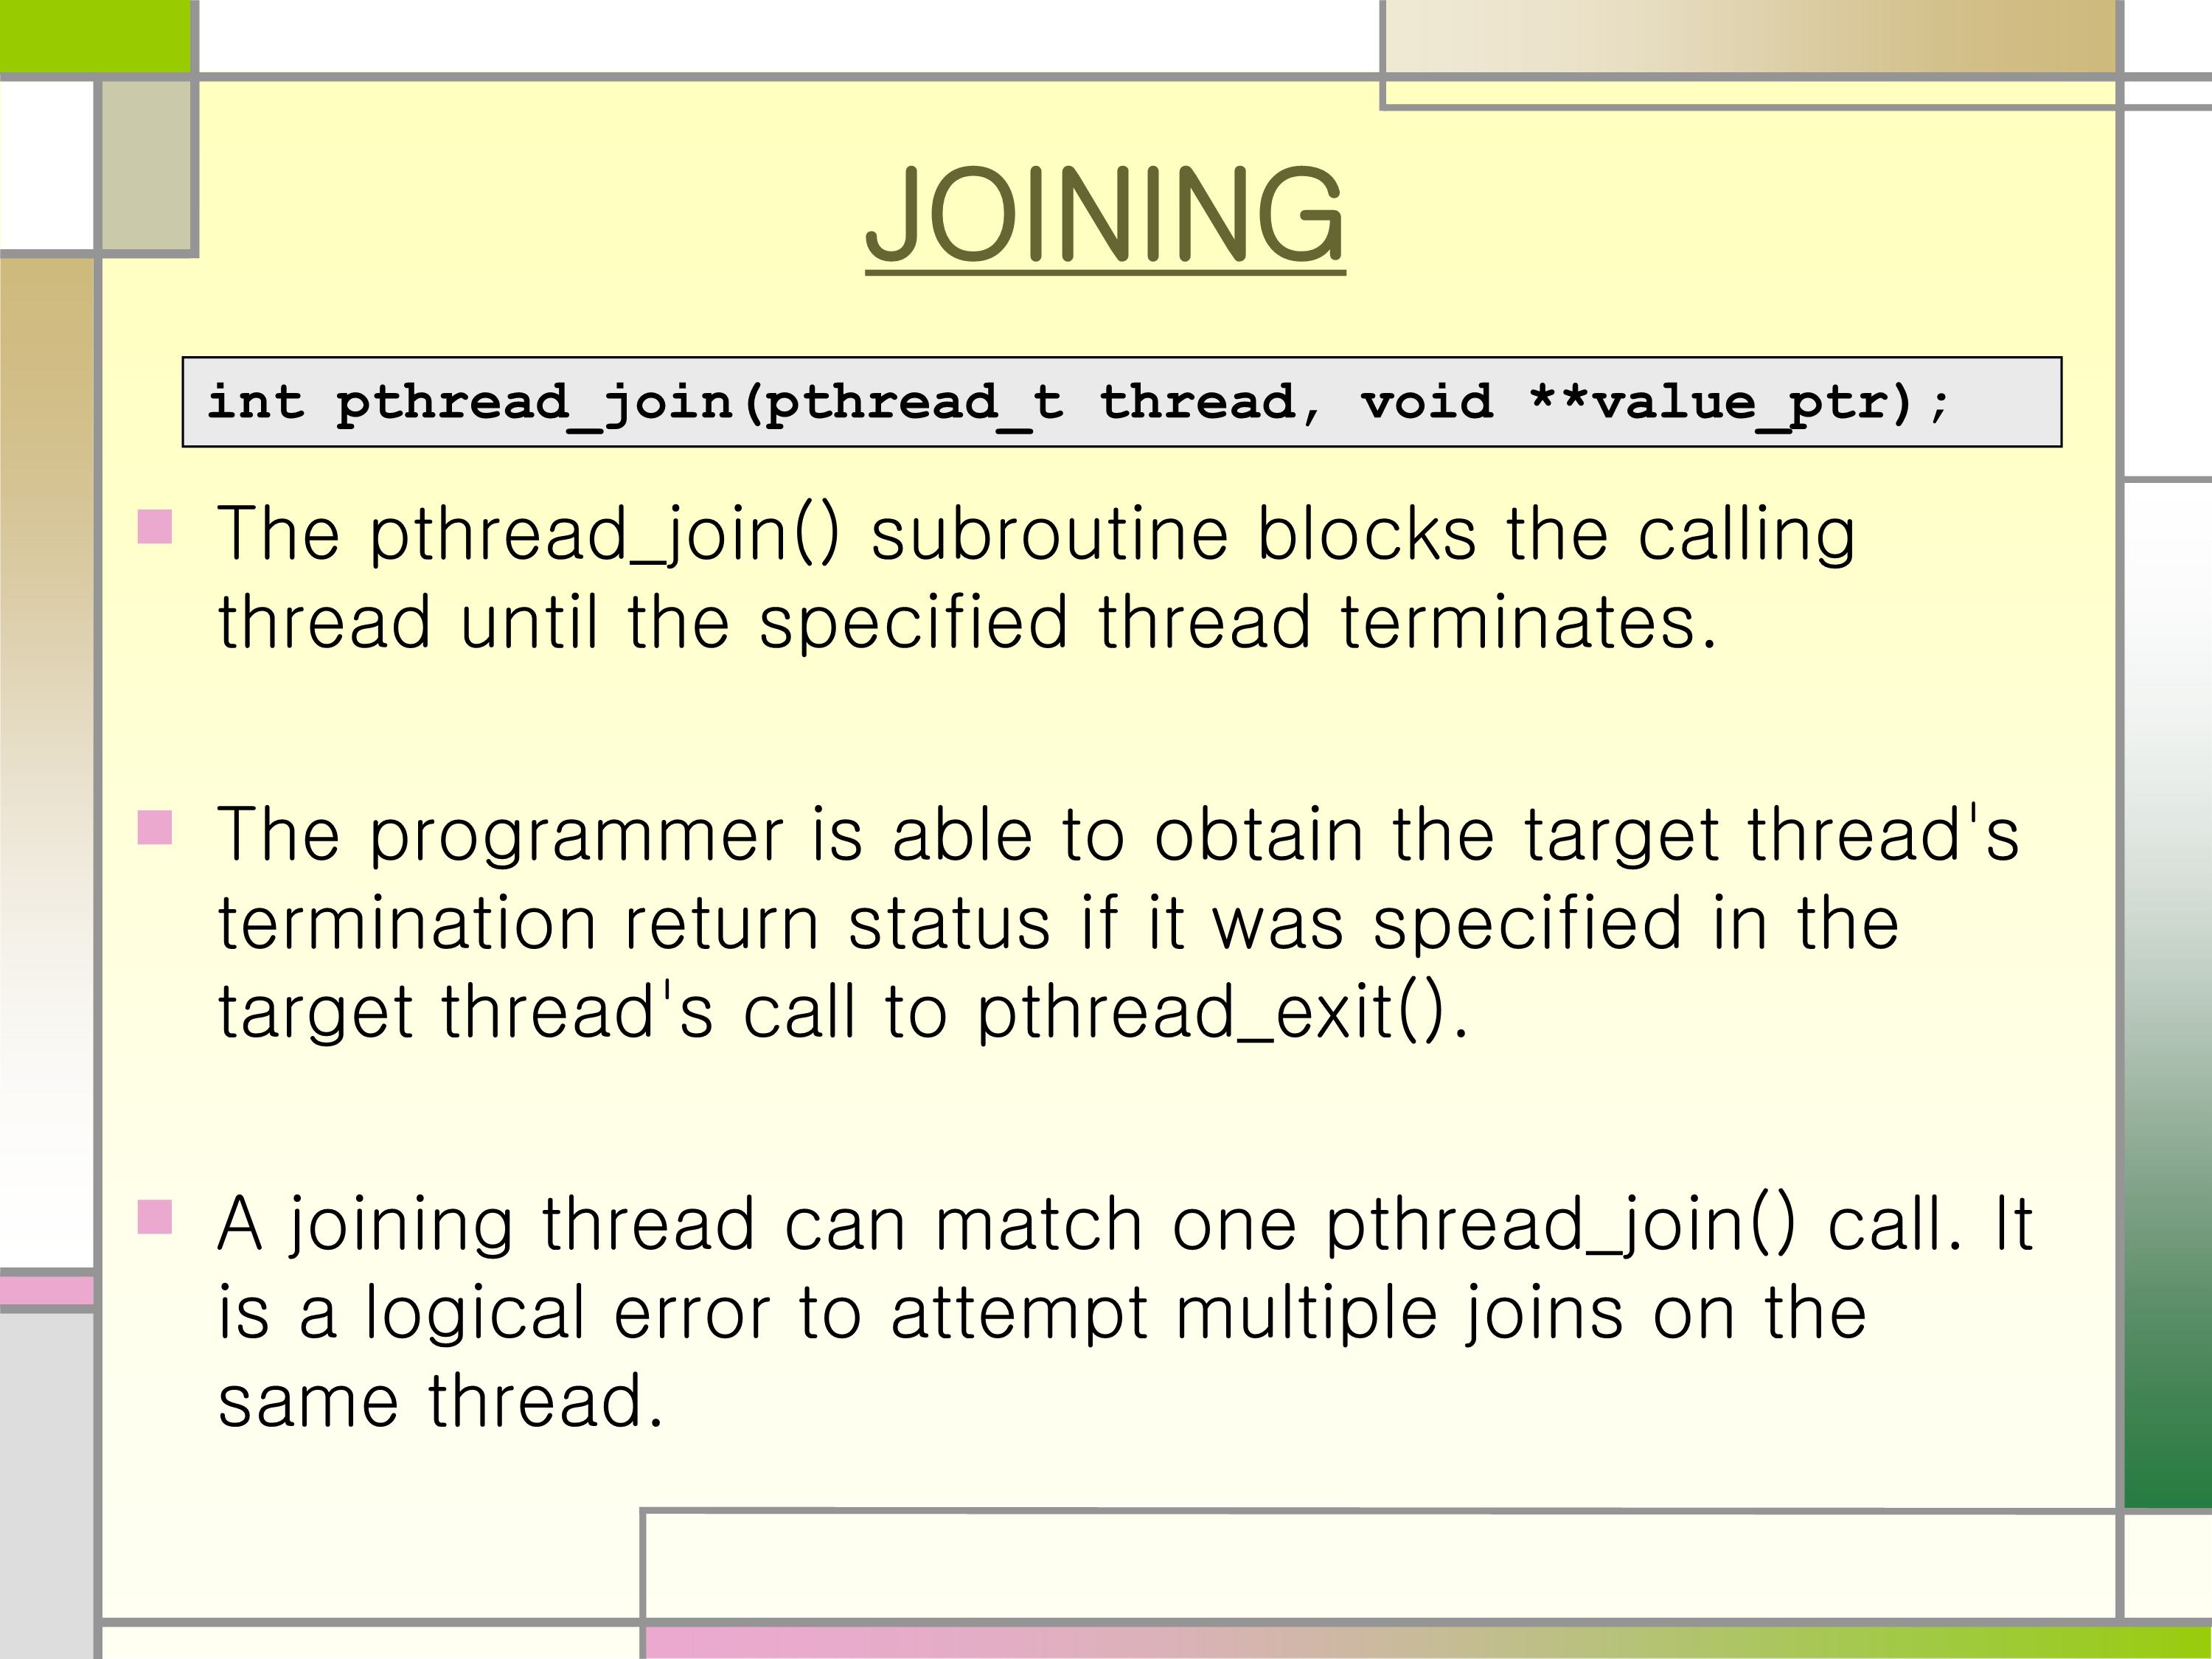 JOINING
int pthread_join(pthread_t thread, void **value_ptr);
The pthread_join() subroutine blocks the calling
thread until the specified thread terminates.
The programmer is able to obtain the target thread's
termination return status if it was specified in the
target thread's call to pthread_exit().
A joining thread can match one pthread_join() call. It
is a logical error to attempt multiple joins on the
same thread.